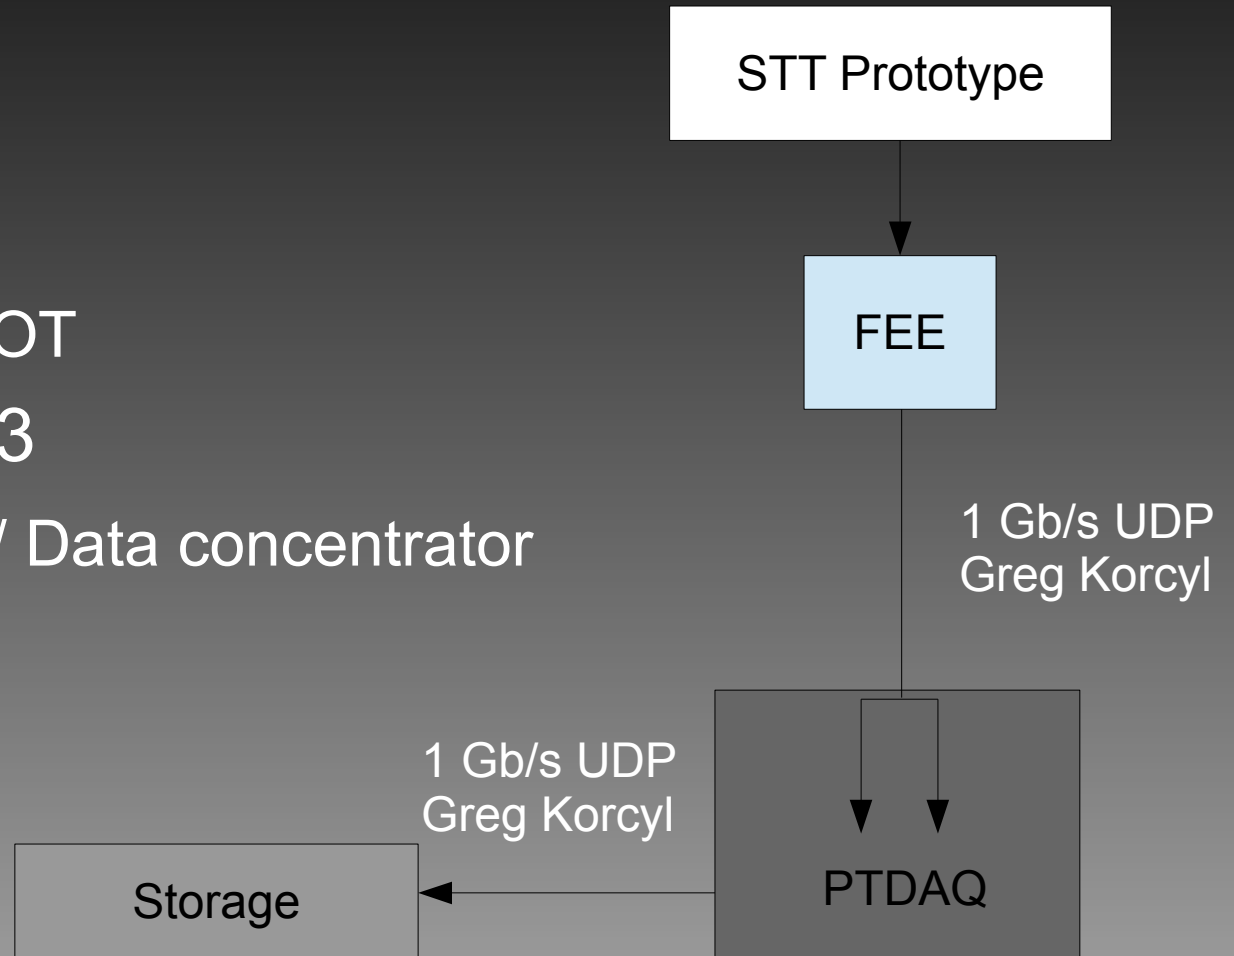 STT Prototype
FEE
OT
3
/ Data concentrator
1 Gb/s UDP
Greg Korcyl
1 Gb/s UDP
Greg Korcyl
PTDAQ
Storage